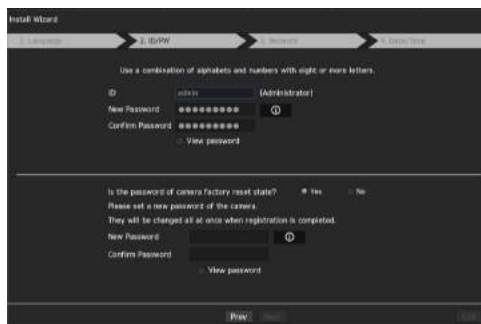 Install Wizard
1. Language 2. ID/PW 3. Network 4. Date/Time
Use a combination of alphabets and numbers with eight or more letters.
ID admin (Administrator)
New Password ●●●●●●●●●
Confirm Password ●●●●●●●●●
View password
Is the password of camera factory reset state? Yes No
Please set a new password of the camera.
They will be changed all at once when registration is completed.
New Password
Confirm Password
View password
Prev Next